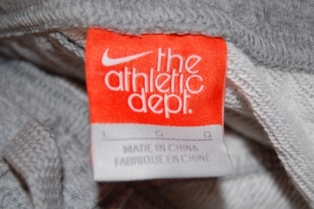 the
athletic
dept.
L G G
MADE IN CHINA
FABRIQUE EN CHINE